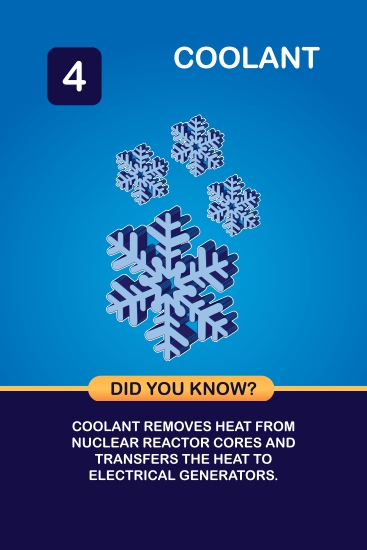 4
COOLANT
DID YOU KNOW?
COOLANT REMOVES HEAT FROM
NUCLEAR REACTOR CORES AND
TRANSFERS THE HEAT TO
ELECTRICAL GENERATORS.